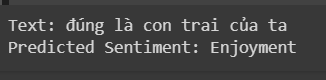 Text: đúng là con trai của ta
Predicted Sentiment: Enjoyment